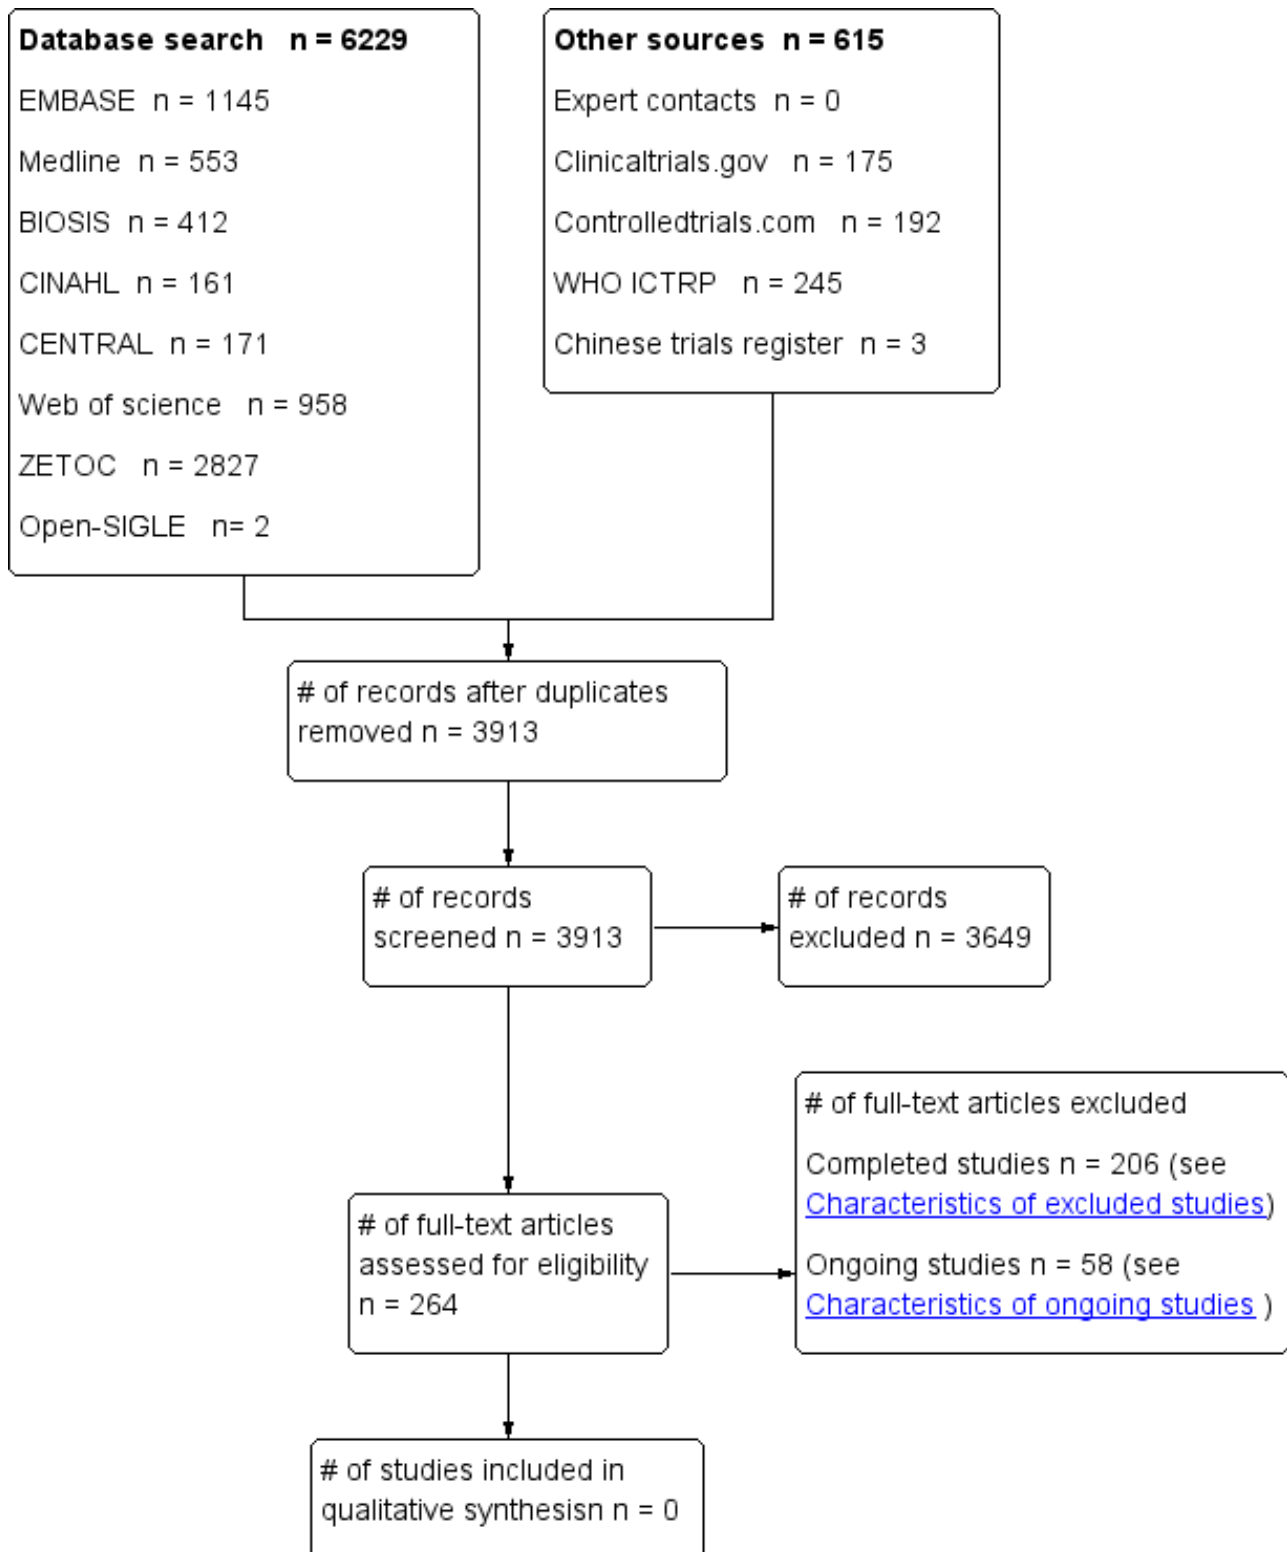 Database search   n = 6229
EMBASE  n = 1145
Medline  n = 553
BIOSIS  n = 412
CINAHL  n = 161
CENTRAL  n = 171
Web of science   n = 958
ZETOC   n = 2827
Open-SIGLE   n= 2
Other sources  n = 615
Expert contacts  n = 0
Clinicaltrials.gov   n = 175
Controlledtrials.com   n = 192
WHO ICTRP   n = 245
Chinese trials register  n = 3
# of records after duplicates
removed n = 3913
# of records
screened n = 3913
# of records
excluded n = 3649
# of full-text articles
assessed for eligibility
n = 264
# of full-text articles excluded
Completed studies n = 206 (see
Characteristics of excluded studies)
Ongoing studies n = 58 (see
Characteristics of ongoing studies )
# of studies included in
qualitative synthesisn n = 0